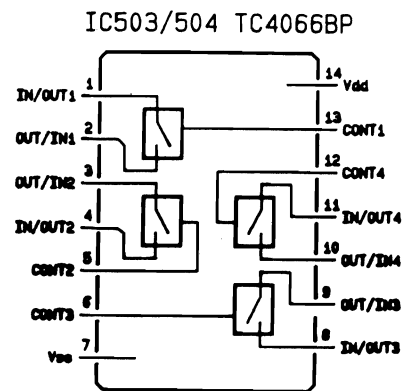 IC503/504 TC4066BP
IN/OUT1 1
OUT/IN1 2
OUT/IN2 3
IN/OUT2 4
CONT2 5
CONT3 6
Vss 7
14 Vdd
13 CONT1
12 CONT4
11 IN/OUT4
10 OUT/IN4
9 OUT/IN3
8 IN/OUT3